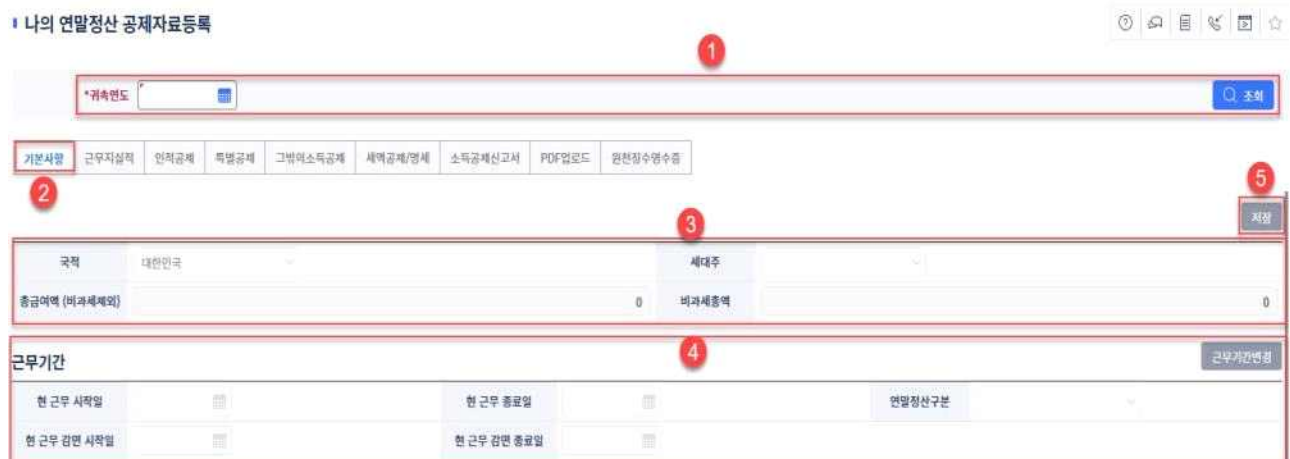 나의 연말정산 공제자료등록
1
*귀속연도
조회
기본사항 근무지실적 인적공제 특별공제 그밖의소득공제 세액공제/명세 소득공제신고서 PDF업로드 원천징수영수증
2
5
저장
3
국적 대한민국 세대주
총급여액 (비과세제외) 0 비과세총액 0
4
근무기간 근무기간변경
현 근무 시작일 현 근무 종료일 연말정산구분
현 근무 감면 시작일 현 근무 감면 종료일